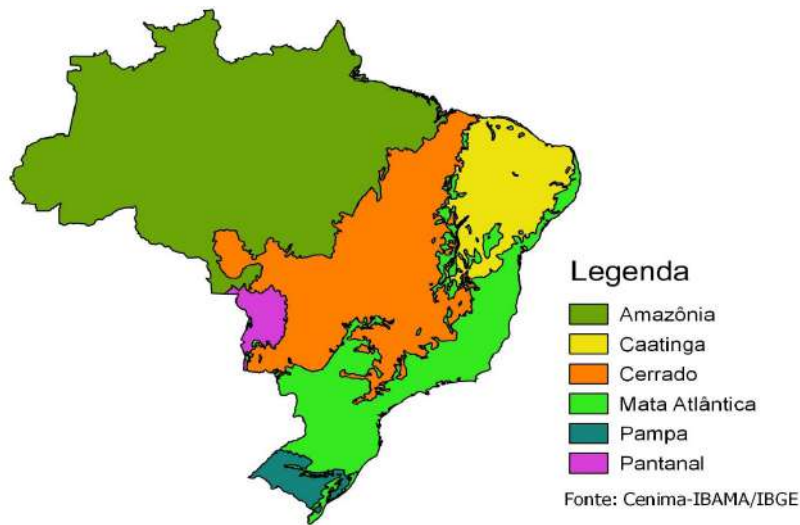 Legenda
Amazônia
Caatinga
Cerrado
Mata Atlântica
Pampa
Pantanal
Fonte: Cenima-IBAMA/IBGE